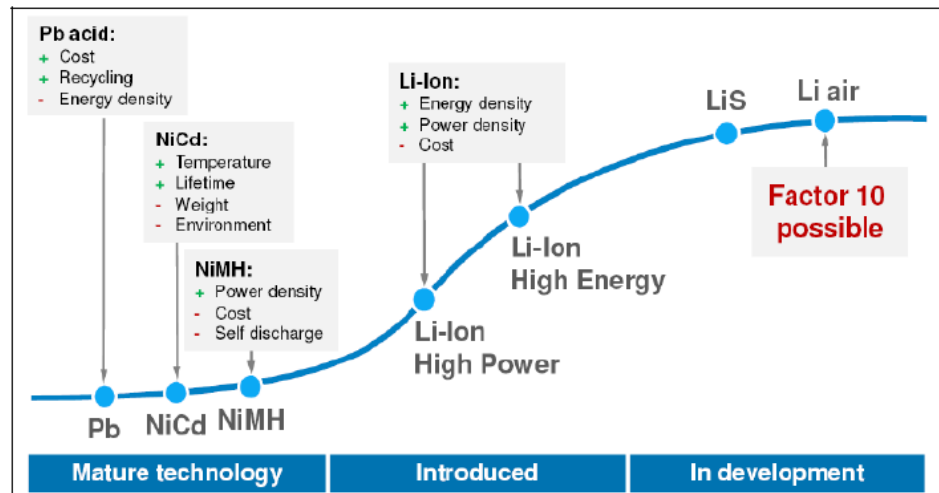 Pb acid:
+ Cost
+ Recycling
- Energy density
NiCd:
+ Temperature
+ Lifetime
- Weight
- Environment
NiMH:
+ Power density
- Cost
- Self discharge
Li-Ion:
+ Energy density
+ Power density
- Cost
LiS
Li air
Factor 10
possible
Li-Ion
High Energy
Li-Ion
High Power
Pb
NiCd
NiMH
Mature technology
Introduced
In development